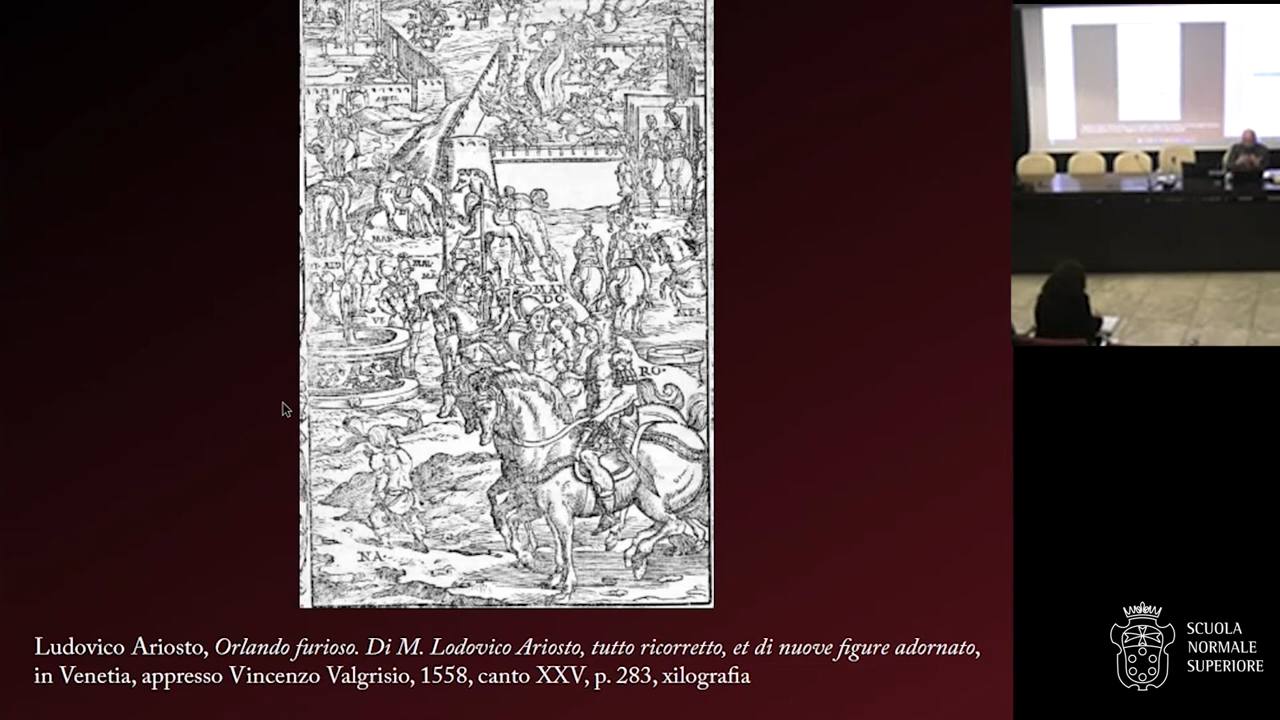 RO.
NA.
Ludovico Ariosto, Orlando furioso. Di M. Lodovico Ariosto, tutto ricorretto, et di nuove figure adornato,
in Venetia, appresso Vincenzo Valgrisio, 1558, canto XXV, p. 283, xilografia
SCUOLA
NORMALE
SUPERIORE